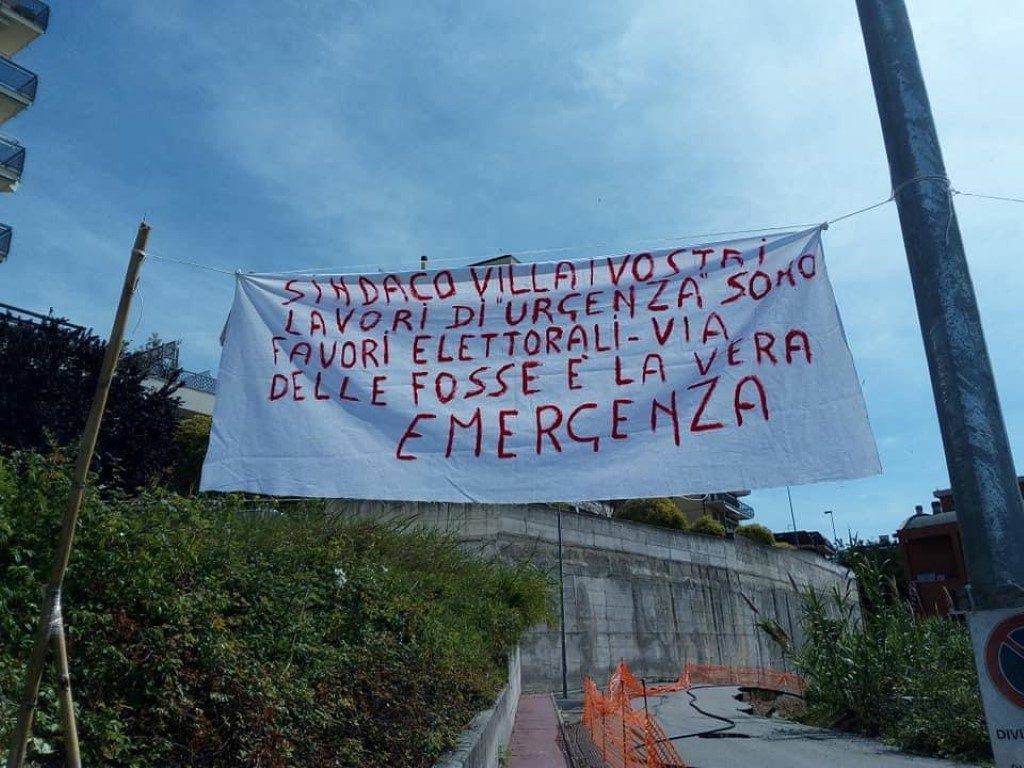 SINDACO VILLA I VOSTRI
LAVORI DI "URGENZA" SONO
FAVORI ELETTORALI - VIA
DELLE FOSSE È LA VERA
EMERGENZA